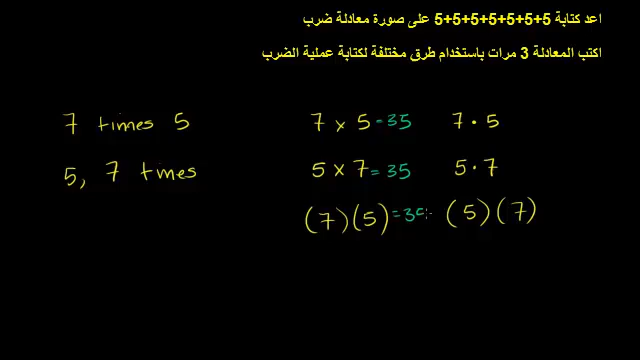 اعد كتابة 5+5+5+5+5+5+5 على صورة معادلة ضرب
اكتب المعادلة 3 مرات باستخدام طرق مختلفة لكتابة عملية الضرب
7 times 5 7 × 5 = 35 7 · 5
5, 7 times 5 × 7 = 35 5 · 7
(7)(5) = 35 (5)(7)